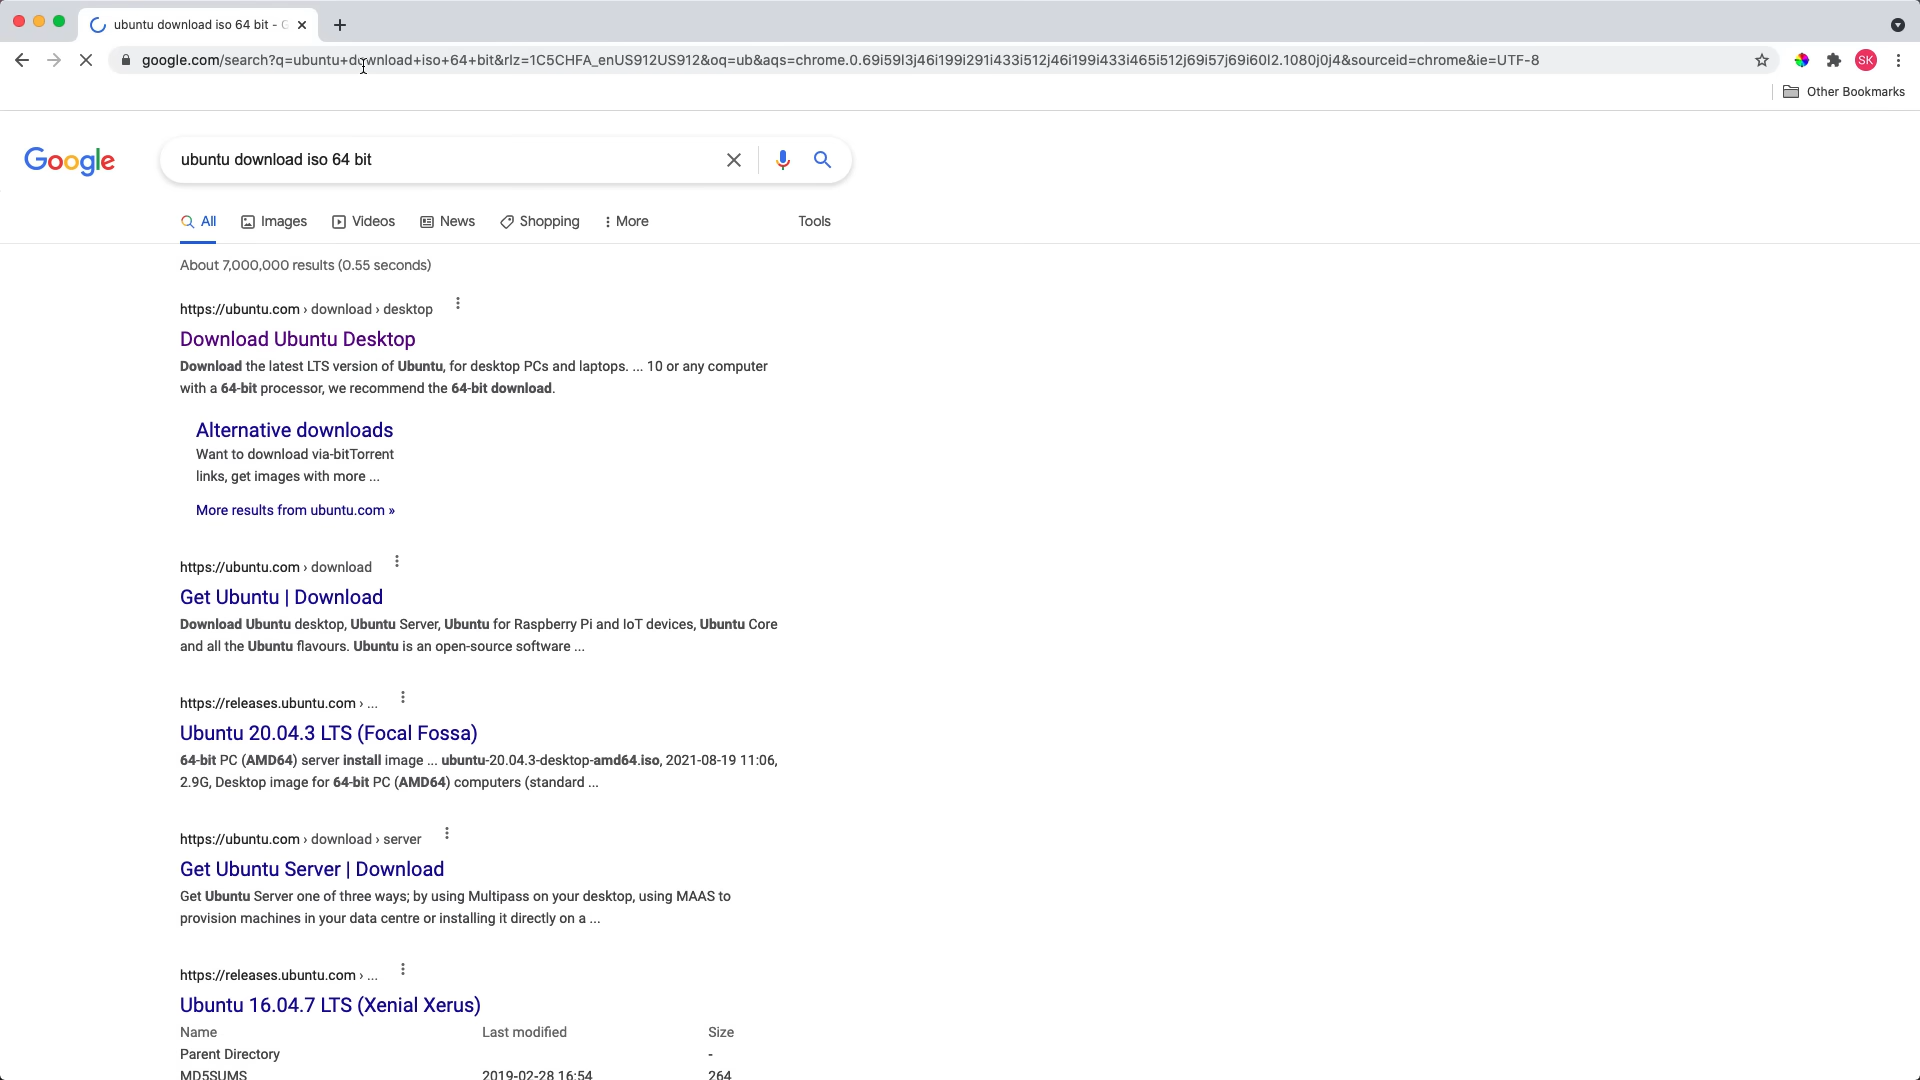 ubuntu download iso 64 bit - G
google.com/search?q=ubuntu+download+iso+64+bit&rlz=1C5CHFA_enUS912US912&oq=ub&aqs=chrome.0.69i59l3j46i199i291i433i512j46i199i433i465i512j69i57j69i60l2.1080j0j4&sourceid=chrome&ie=UTF-8
SK
Other Bookmarks
Google
ubuntu download iso 64 bit
All Images Videos News Shopping More Tools
About 7,000,000 results (0.55 seconds)
https://ubuntu.com › download › desktop
Download Ubuntu Desktop
Download the latest LTS version of Ubuntu, for desktop PCs and laptops. ... 10 or any computer
with a 64-bit processor, we recommend the 64-bit download.
Alternative downloads
Want to download via-bitTorrent
links, get images with more ...
More results from ubuntu.com »
https://ubuntu.com › download
Get Ubuntu | Download
Download Ubuntu desktop, Ubuntu Server, Ubuntu for Raspberry Pi and IoT devices, Ubuntu Core
and all the Ubuntu flavours. Ubuntu is an open-source software ...
https://releases.ubuntu.com › ...
Ubuntu 20.04.3 LTS (Focal Fossa)
64-bit PC (AMD64) server install image ... ubuntu-20.04.3-desktop-amd64.iso, 2021-08-19 11:06,
2.9G, Desktop image for 64-bit PC (AMD64) computers (standard ...
https://ubuntu.com › download › server
Get Ubuntu Server | Download
Get Ubuntu Server one of three ways; by using Multipass on your desktop, using MAAS to
provision machines in your data centre or installing it directly on a ...
https://releases.ubuntu.com › ...
Ubuntu 16.04.7 LTS (Xenial Xerus)
Name Last modified Size
Parent Directory -
MD5SUMS 2019-02-28 16:54 264